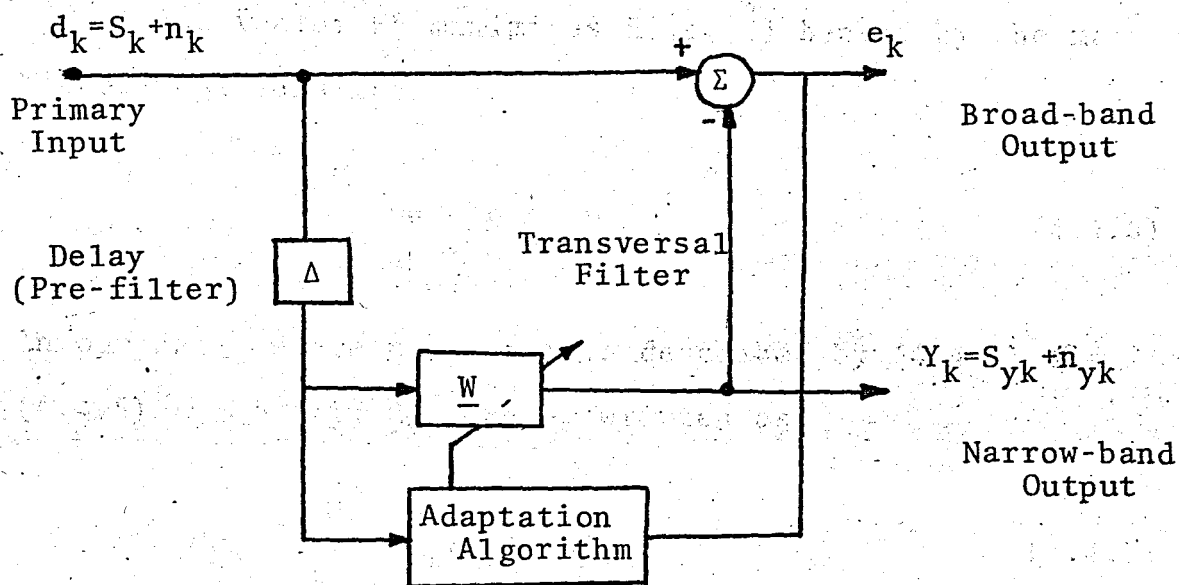 d_k=S_k+n_k
e_k
+
Σ
-
Primary
Input
Broad-band
Output
Delay
(Pre-filter)
Δ
Transversal
Filter
W
Y_k=S_yk+n_yk
Narrow-band
Output
Adaptation
Algorithm